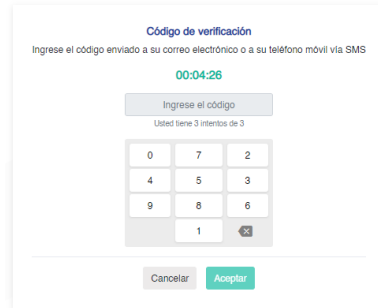 Código de verificación
Ingrese el código enviado a su correo electrónico o a su teléfono móvil vía SMS
00:04:26
Ingrese el código
Usted tiene 3 intentos de 3
0 7 2
4 5 3
9 8 6
1
Cancelar Aceptar